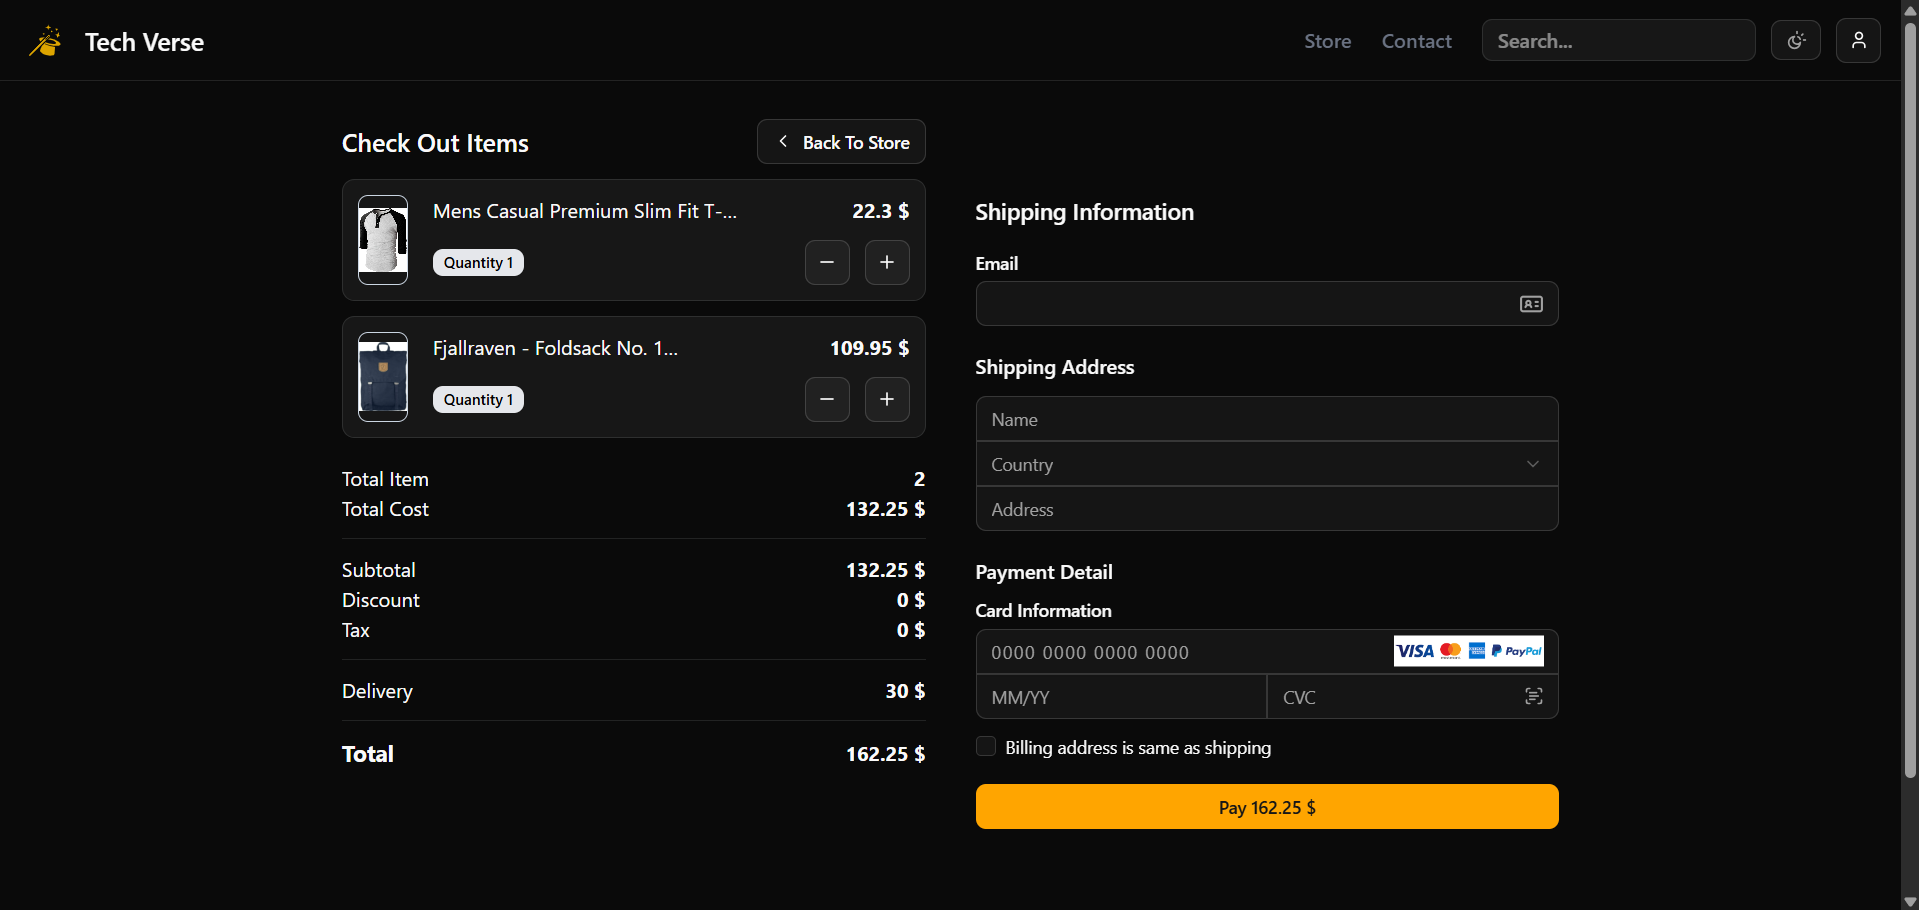 Tech Verse
Store
Contact
Search...
Check Out Items
Back To Store
Mens Casual Premium Slim Fit T-...
22.3 $
Quantity 1
Fjallraven - Foldsack No. 1...
109.95 $
Quantity 1
Total Item 2
Total Cost 132.25 $
Subtotal 132.25 $
Discount 0 $
Tax 0 $
Delivery 30 $
Total 162.25 $
Shipping Information
Email
Shipping Address
Name
Country
Address
Payment Detail
Card Information
0000 0000 0000 0000
VISA PayPal
MM/YY
CVC
Billing address is same as shipping
Pay 162.25 $